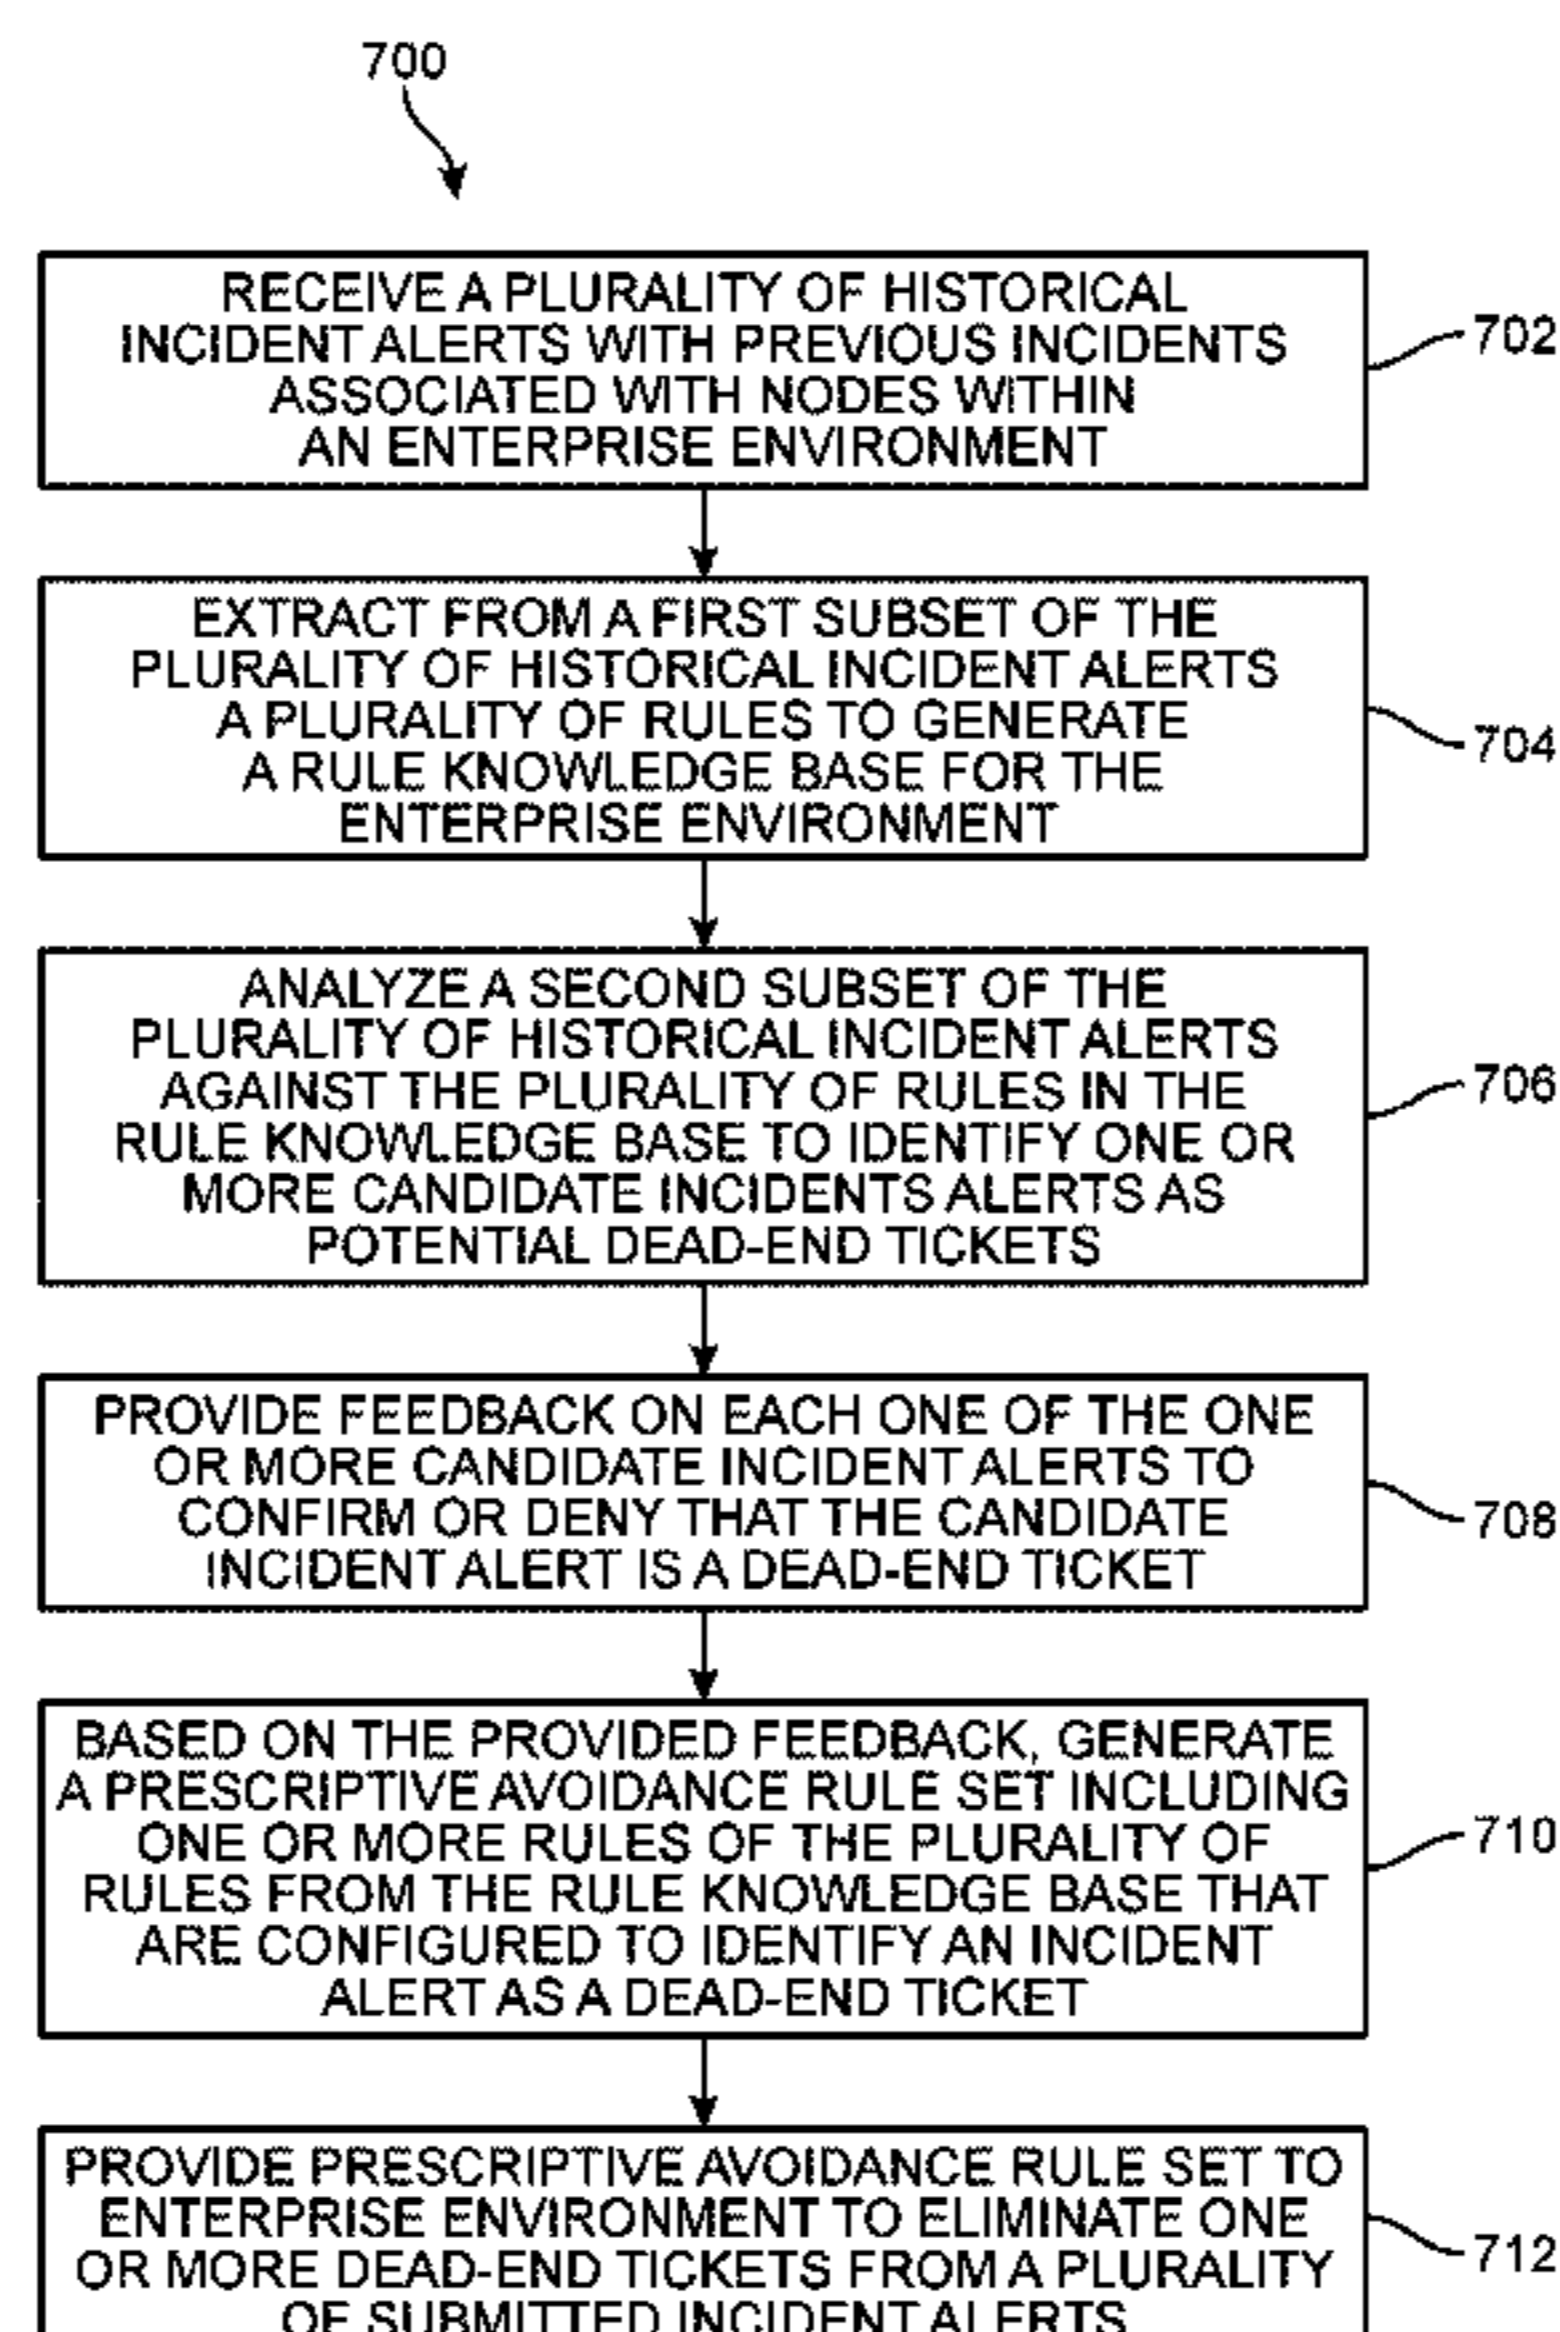 700
RECEIVE A PLURALITY OF HISTORICAL
INCIDENT ALERTS WITH PREVIOUS INCIDENTS
ASSOCIATED WITH NODES WITHIN
AN ENTERPRISE ENVIRONMENT
702
EXTRACT FROM A FIRST SUBSET OF THE
PLURALITY OF HISTORICAL INCIDENT ALERTS
A PLURALITY OF RULES TO GENERATE
A RULE KNOWLEDGE BASE FOR THE
ENTERPRISE ENVIRONMENT
704
ANALYZE A SECOND SUBSET OF THE
PLURALITY OF HISTORICAL INCIDENT ALERTS
AGAINST THE PLURALITY OF RULES IN THE
RULE KNOWLEDGE BASE TO IDENTIFY ONE OR
MORE CANDIDATE INCIDENTS ALERTS AS
POTENTIAL DEAD-END TICKETS
706
PROVIDE FEEDBACK ON EACH ONE OF THE ONE
OR MORE CANDIDATE INCIDENT ALERTS TO
CONFIRM OR DENY THAT THE CANDIDATE
INCIDENT ALERT IS A DEAD-END TICKET
708
BASED ON THE PROVIDED FEEDBACK, GENERATE
A PRESCRIPTIVE AVOIDANCE RULE SET INCLUDING
ONE OR MORE RULES OF THE PLURALITY OF
RULES FROM THE RULE KNOWLEDGE BASE THAT
ARE CONFIGURED TO IDENTIFY AN INCIDENT
ALERT AS A DEAD-END TICKET
710
PROVIDE PRESCRIPTIVE AVOIDANCE RULE SET TO
ENTERPRISE ENVIRONMENT TO ELIMINATE ONE
OR MORE DEAD-END TICKETS FROM A PLURALITY
OF SUBMITTED INCIDENT ALERTS
712